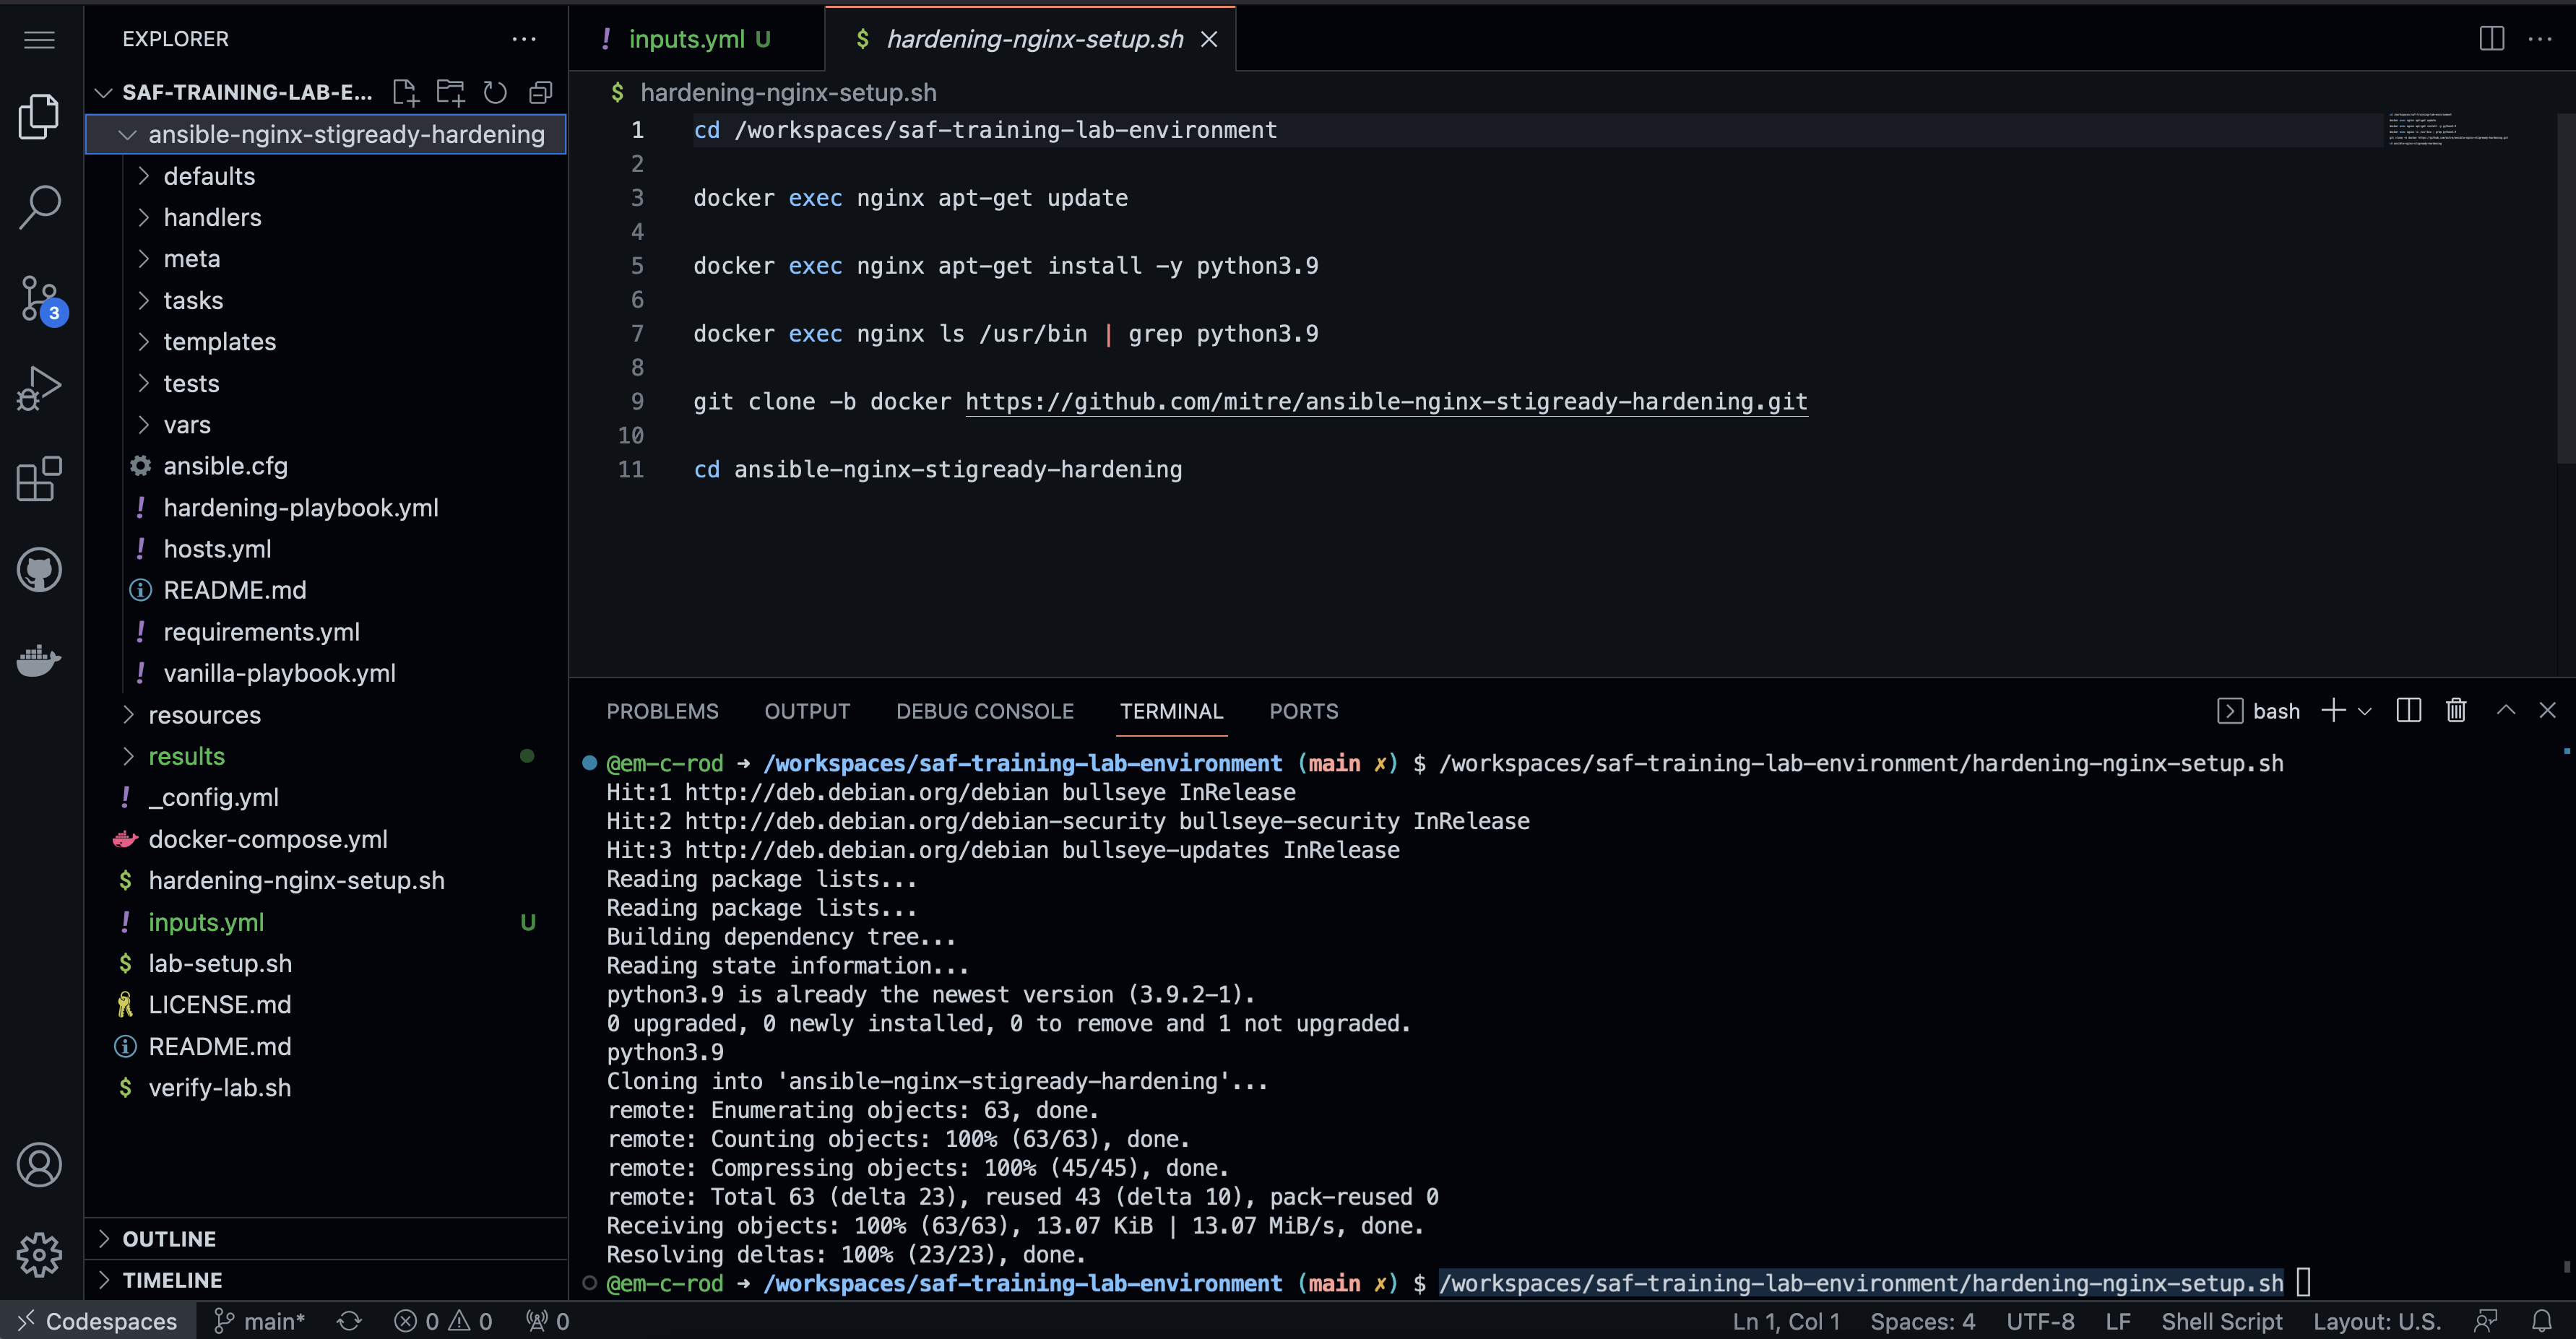 EXPLORER
SAF-TRAINING-LAB-E...
ansible-nginx-stigready-hardening
defaults
handlers
meta
tasks
templates
tests
vars
ansible.cfg
! hardening-playbook.yml
! hosts.yml
README.md
! requirements.yml
! vanilla-playbook.yml
resources
results
! _config.yml
docker-compose.yml
$ hardening-nginx-setup.sh
! inputs.yml U
$ lab-setup.sh
LICENSE.md
README.md
$ verify-lab.sh
OUTLINE
TIMELINE
3
! inputs.yml U
$ hardening-nginx-setup.sh
$ hardening-nginx-setup.sh
1 cd /workspaces/saf-training-lab-environment
2
3 docker exec nginx apt-get update
4
5 docker exec nginx apt-get install -y python3.9
6
7 docker exec nginx ls /usr/bin | grep python3.9
8
9 git clone -b docker https://github.com/mitre/ansible-nginx-stigready-hardening.git
10
11 cd ansible-nginx-stigready-hardening
PROBLEMS OUTPUT DEBUG CONSOLE TERMINAL PORTS bash
@em-c-rod → /workspaces/saf-training-lab-environment (main ✗) $ /workspaces/saf-training-lab-environment/hardening-nginx-setup.sh
Hit:1 http://deb.debian.org/debian bullseye InRelease
Hit:2 http://deb.debian.org/debian-security bullseye-security InRelease
Hit:3 http://deb.debian.org/debian bullseye-updates InRelease
Reading package lists...
Reading package lists...
Building dependency tree...
Reading state information...
python3.9 is already the newest version (3.9.2-1).
0 upgraded, 0 newly installed, 0 to remove and 1 not upgraded.
python3.9
Cloning into 'ansible-nginx-stigready-hardening'...
remote: Enumerating objects: 63, done.
remote: Counting objects: 100% (63/63), done.
remote: Compressing objects: 100% (45/45), done.
remote: Total 63 (delta 23), reused 43 (delta 10), pack-reused 0
Receiving objects: 100% (63/63), 13.07 KiB | 13.07 MiB/s, done.
Resolving deltas: 100% (23/23), done.
@em-c-rod → /workspaces/saf-training-lab-environment (main ✗) $ /workspaces/saf-training-lab-environment/hardening-nginx-setup.sh
Codespaces main* 0 0 0 Ln 1, Col 1 Spaces: 4 UTF-8 LF Shell Script Layout: U.S.